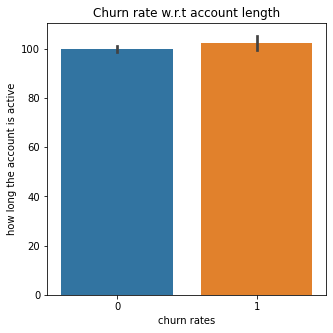 Churn rate w.r.t account length
how long the account is active
100
80
60
40
20
0
0 1
churn rates